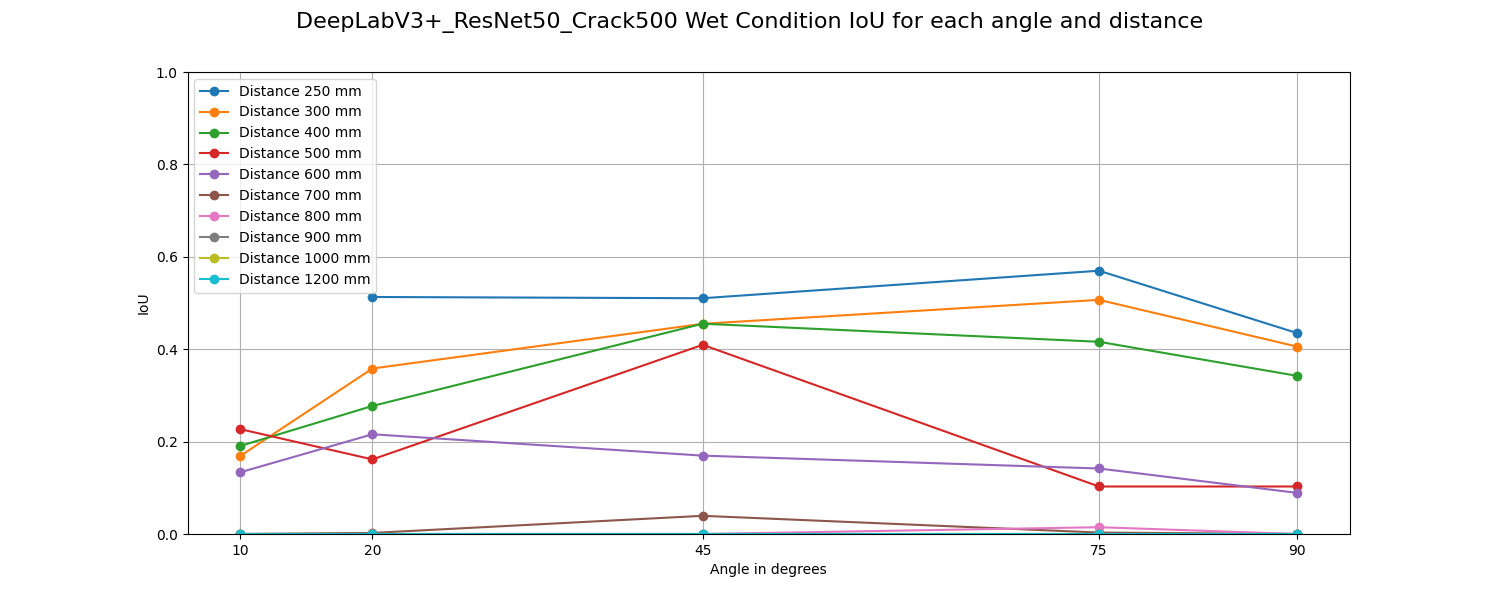 DeepLabV3+_ResNet50_Crack500 Wet Condition IoU for each angle and distance
1.0
0.8
0.6
0.4
0.2
0.0
IoU
Distance 250 mm
Distance 300 mm
Distance 400 mm
Distance 500 mm
Distance 600 mm
Distance 700 mm
Distance 800 mm
Distance 900 mm
Distance 1000 mm
Distance 1200 mm
10 20 45 75 90
Angle in degrees